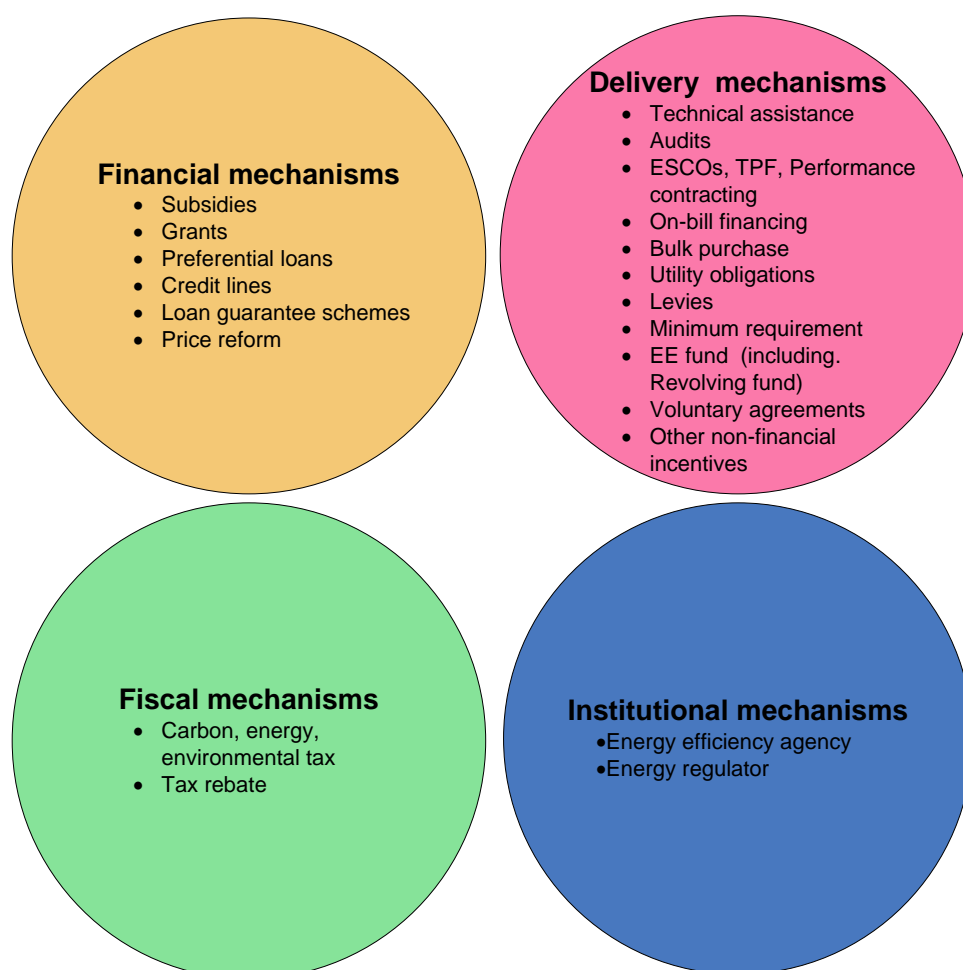 Financial mechanisms
• Subsidies
• Grants
• Preferential loans
• Credit lines
• Loan guarantee schemes
• Price reform
Delivery  mechanisms
• Technical assistance
• Audits
• ESCOs, TPF, Performance
contracting
• On-bill financing
• Bulk purchase
• Utility obligations
• Levies
• Minimum requirement
• EE fund  (including.
Revolving fund)
• Voluntary agreements
• Other non-financial
incentives
Fiscal mechanisms
• Carbon, energy,
environmental tax
• Tax rebate
Institutional mechanisms
•Energy efficiency agency
•Energy regulator